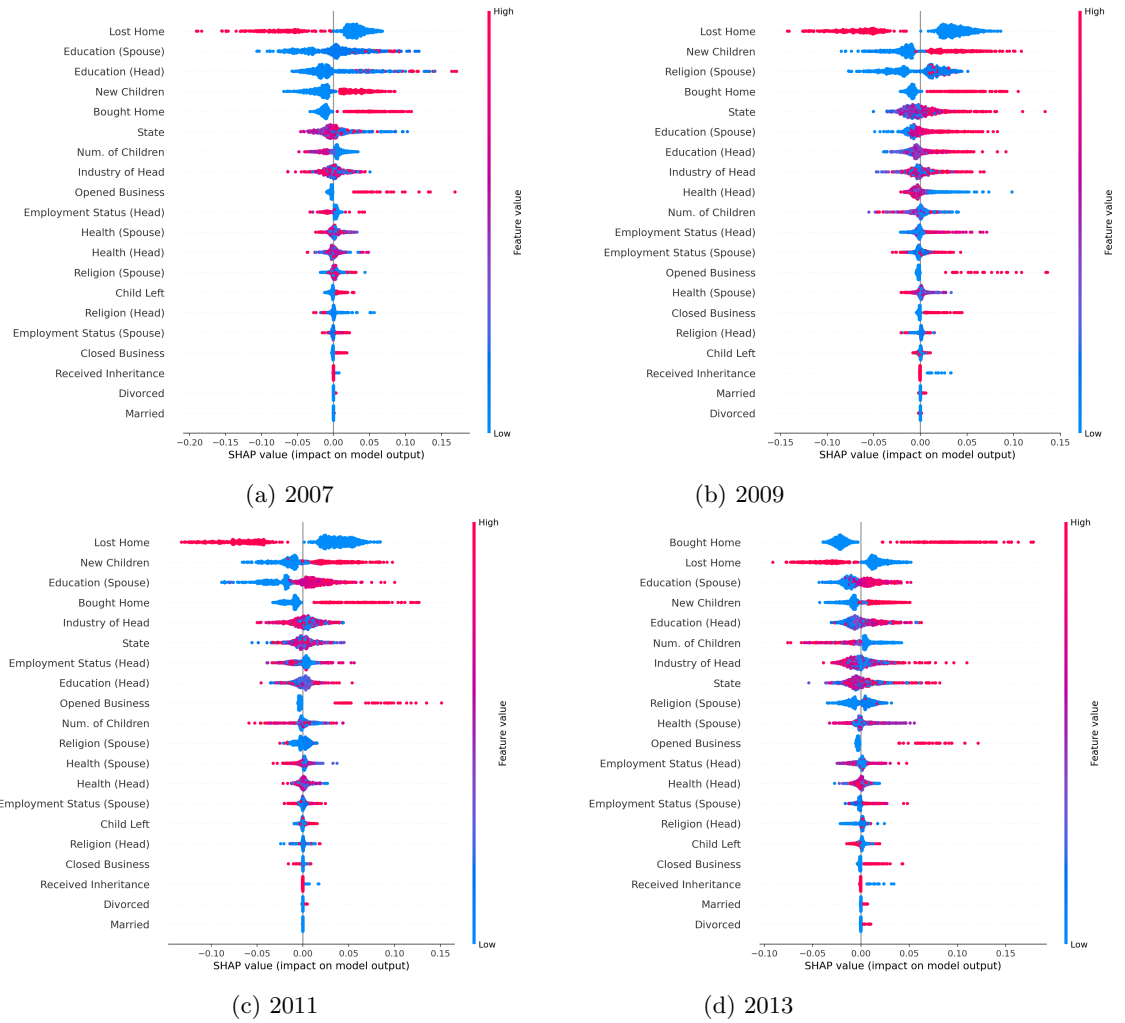 High
Lost Home
Education (Spouse)
Education (Head)
New Children
Bought Home
State
Num. of Children
Industry of Head
Opened Business
Employment Status (Head)
Health (Spouse)
Health (Head)
Religion (Spouse)
Child Left
Religion (Head)
Employment Status (Spouse)
Closed Business
Received Inheritance
Divorced
Married
Feature value
Low
−0.20 −0.15 −0.10 −0.05 0.00 0.05 0.10 0.15
SHAP value (impact on model output)
(a) 2007
High
Lost Home
New Children
Religion (Spouse)
Bought Home
State
Education (Spouse)
Education (Head)
Industry of Head
Health (Head)
Num. of Children
Employment Status (Head)
Employment Status (Spouse)
Opened Business
Health (Spouse)
Closed Business
Religion (Head)
Child Left
Received Inheritance
Married
Divorced
Feature value
Low
−0.15 −0.10 −0.05 0.00 0.05 0.10 0.15
SHAP value (impact on model output)
(b) 2009
High
Lost Home
New Children
Education (Spouse)
Bought Home
Industry of Head
State
Employment Status (Head)
Education (Head)
Opened Business
Num. of Children
Religion (Spouse)
Health (Spouse)
Health (Head)
Employment Status (Spouse)
Child Left
Religion (Head)
Closed Business
Received Inheritance
Divorced
Married
Feature value
Low
−0.10 −0.05 0.00 0.05 0.10 0.15
SHAP value (impact on model output)
(c) 2011
High
Bought Home
Lost Home
Education (Spouse)
New Children
Education (Head)
Num. of Children
Industry of Head
State
Religion (Spouse)
Health (Spouse)
Opened Business
Employment Status (Head)
Health (Head)
Employment Status (Spouse)
Religion (Head)
Child Left
Closed Business
Received Inheritance
Married
Divorced
Feature value
Low
−0.10 −0.05 0.00 0.05 0.10 0.15
SHAP value (impact on model output)
(d) 2013